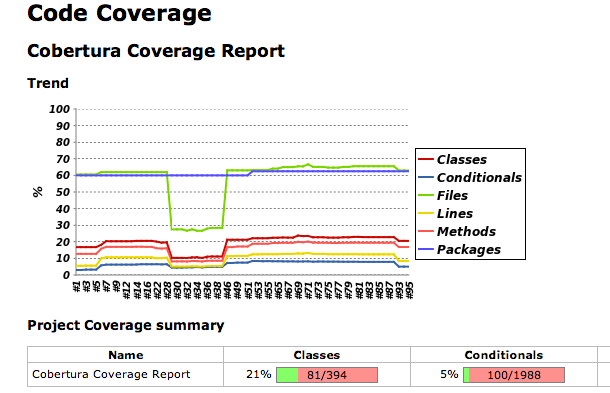 Code Coverage
Cobertura Coverage Report
Trend
100
90
80
70
60
50
40
30
20
10
0
%
#1 #3 #5 #7 #9 #12 #14 #16 #22 #28 #30 #32 #34 #36 #38 #46 #49 #51 #53 #55 #65 #67 #69 #71 #73 #75 #77 #79 #81 #83 #85 #87 #93 #95
Classes
Conditionals
Files
Lines
Methods
Packages
Project Coverage summary
Name Classes Conditionals
Cobertura Coverage Report 21% 81/394 5% 100/1988